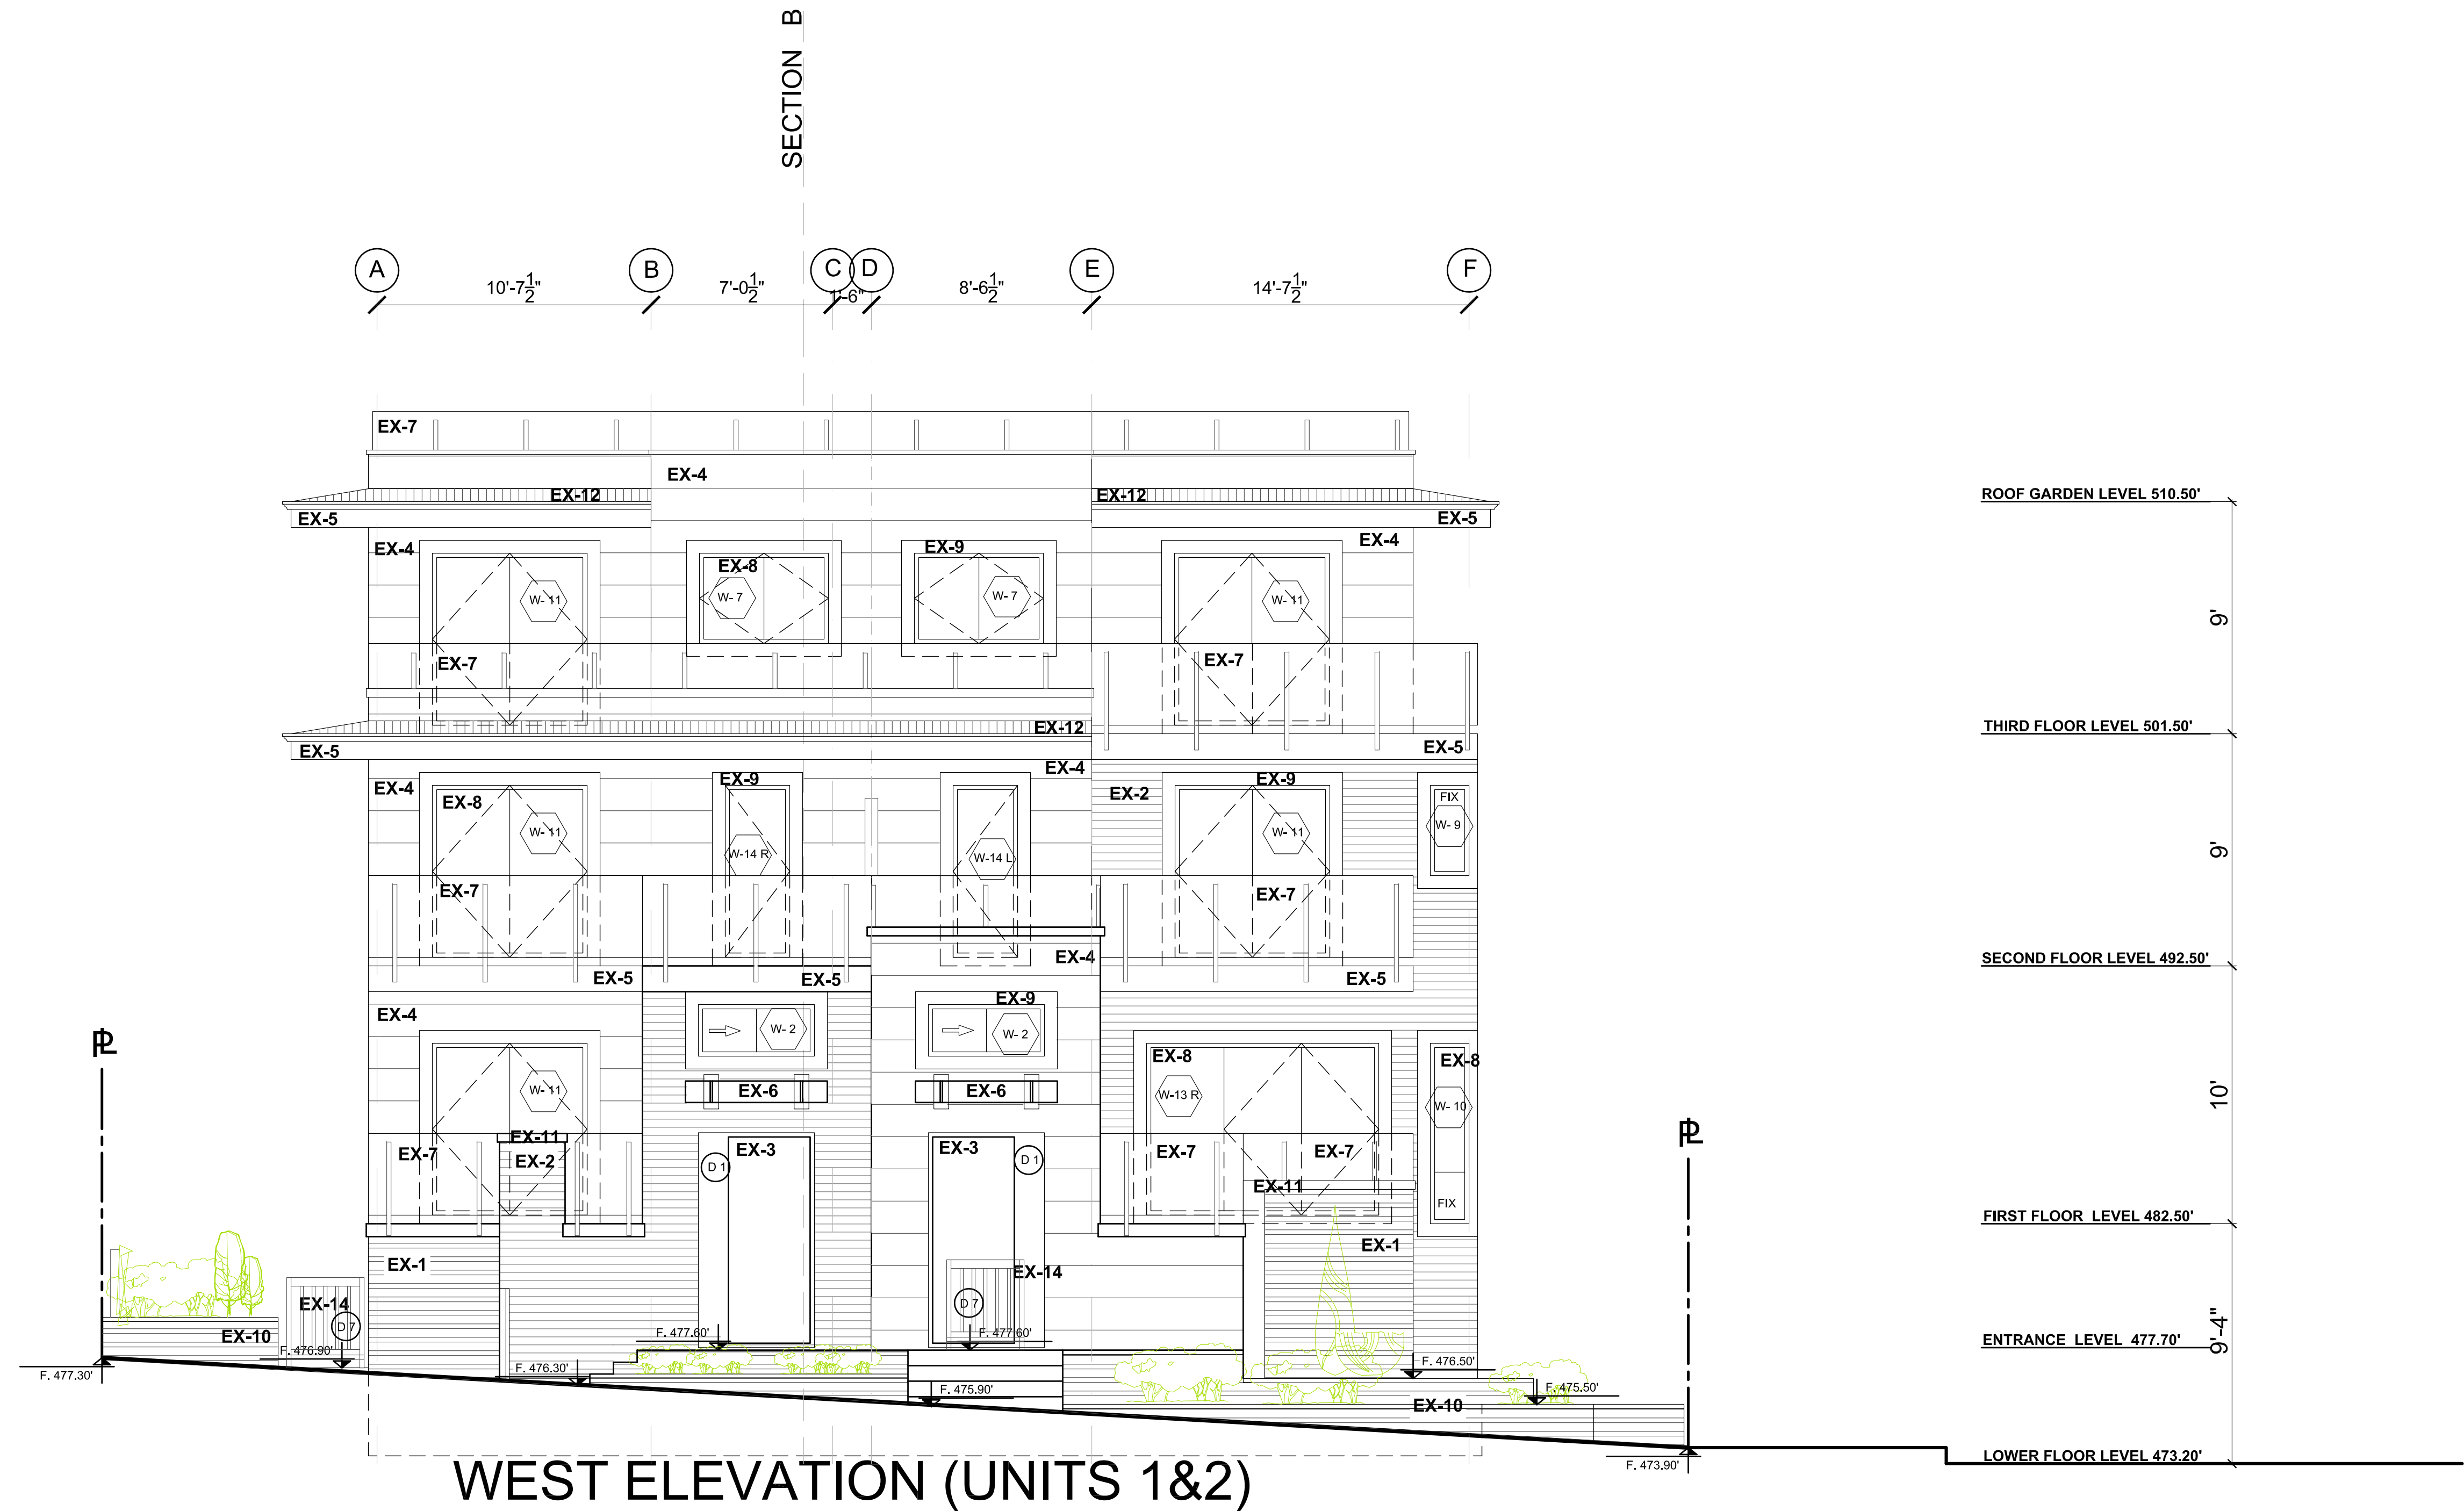 SECTION B
A
B
C
D
E
F
10'-7 1/2"
7'-0 1/2"
1'-6"
8'-6 1/2"
14'-7 1/2"
EX-7
EX-4
EX-12
EX-12
ROOF GARDEN LEVEL 510.50'
EX-5
EX-5
EX-4
EX-9
EX-4
EX-8
W- 11
W- 7
W- 7
W- 11
9'
EX-7
EX-7
THIRD FLOOR LEVEL 501.50'
EX-12
EX-5
EX-5
EX-4
EX-9
EX-9
EX-4
EX-8
EX-2
FIX
W- 11
W-14 R
W-14 L
W- 11
W- 9
9'
EX-7
EX-7
SECOND FLOOR LEVEL 492.50'
EX-4
EX-5
EX-5
EX-5
EX-9
EX-4
W- 2
W- 2
PL
EX-8
EX-8
W- 11
EX-6
EX-6
W-13 R
W- 10
10'
PL
EX-11
EX-7
EX-2
EX-3
EX-3
EX-7
EX-7
D 1
D 1
EX-11
FIX
FIRST FLOOR LEVEL 482.50'
EX-1
EX-14
EX-1
EX-14
D 7
D 7
EX-10
F. 477.60'
F. 477.60'
ENTRANCE LEVEL 477.70'
9'-4"
F. 476.90'
F. 477.30'
F. 476.30'
F. 475.90'
F. 476.50'
F. 475.50'
EX-10
LOWER FLOOR LEVEL 473.20'
F. 473.90'
WEST ELEVATION (UNITS 1&2)